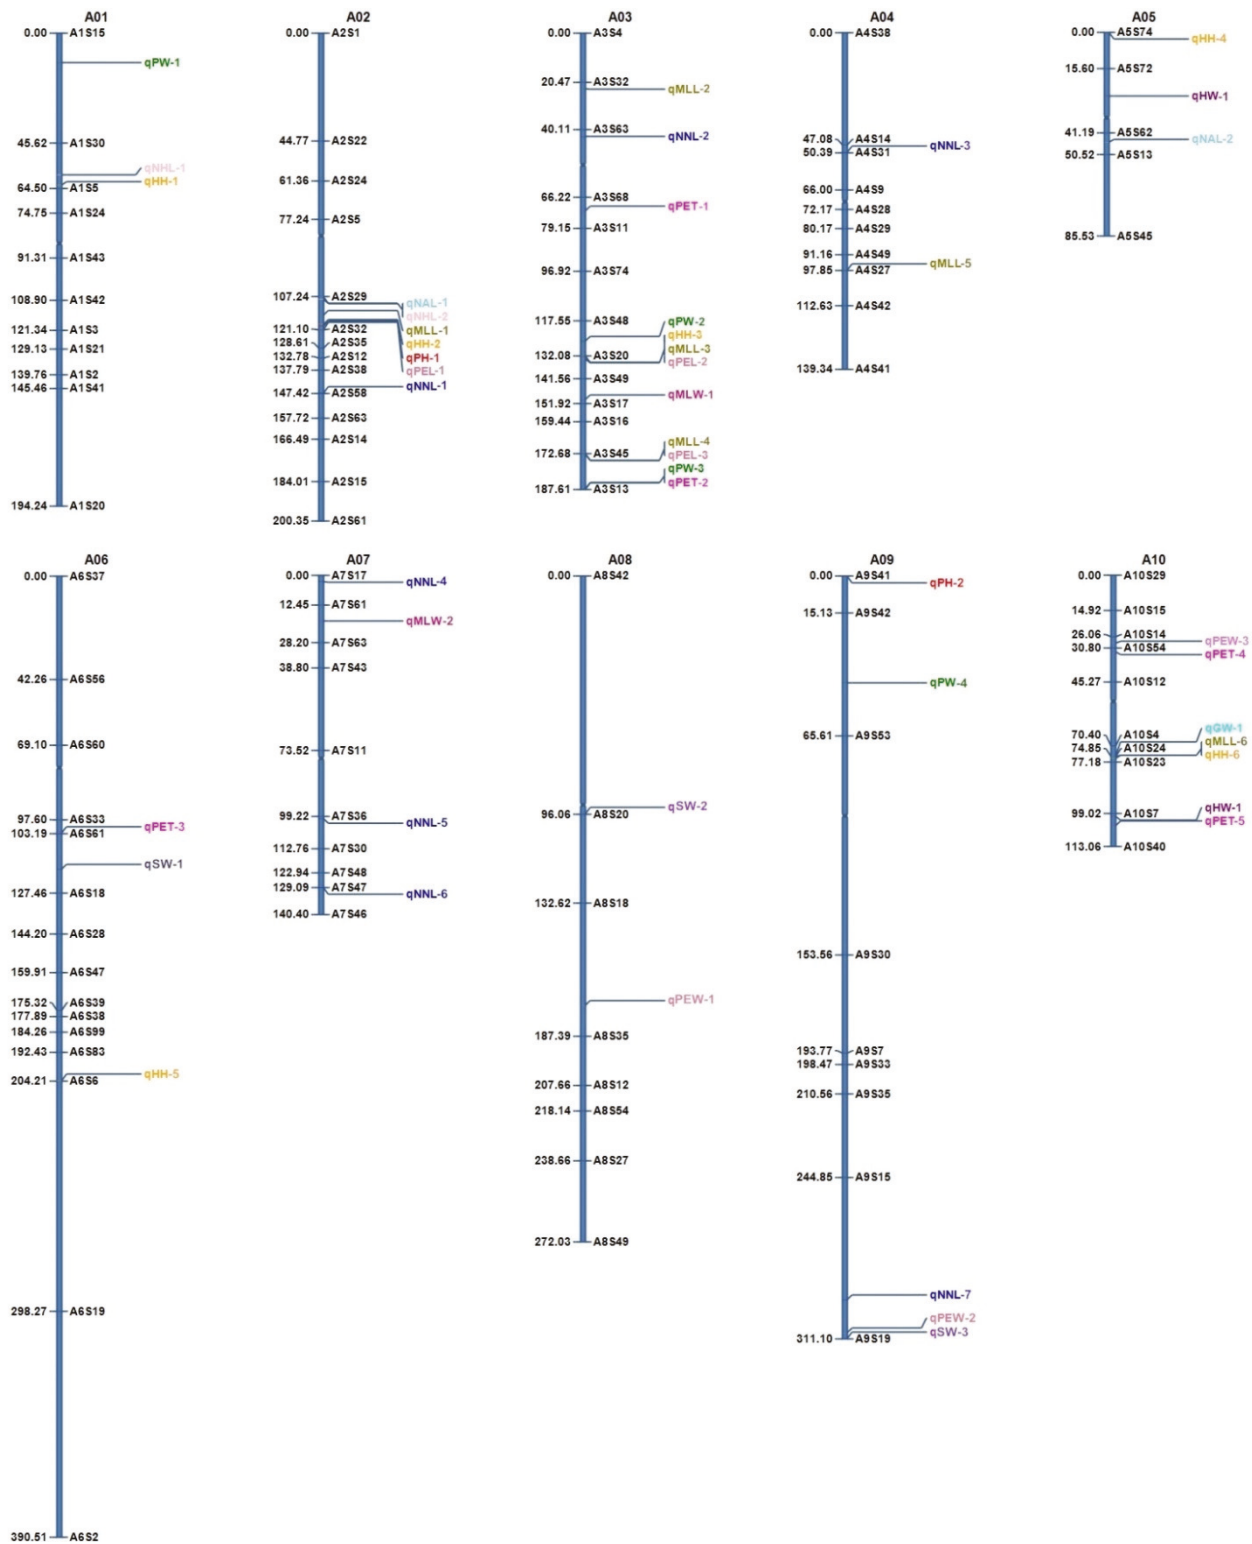 A01
0.00 A1S15
qPW-1
45.62 A1S30
qNHL-1
qHH-1
64.50 A1S5
74.75 A1S24
91.31 A1S43
108.90 A1S42
121.34 A1S3
129.13 A1S21
139.76 A1S2
145.46 A1S41
194.24 A1S20
A02
0.00 A2S1
44.77 A2S22
61.36 A2S24
77.24 A2S5
107.24 A2S29
qNAL-1
qNHL-2
121.10 A2S32 qMLL-1
128.61 A2S35 qHH-2
132.78 A2S12 qPH-1
137.79 A2S38 qPEL-1
qNNL-1
147.42 A2S58
157.72 A2S63
166.49 A2S14
184.01 A2S15
200.35 A2S61
A03
0.00 A3S4
20.47 A3S32
qMLL-2
40.11 A3S63
qNNL-2
66.22 A3S68
qPET-1
79.15 A3S11
96.92 A3S74
117.55 A3S48 qPW-2
qHH-3
qMLL-3
132.08 A3S20
qPEL-2
141.56 A3S49
qMLW-1
151.92 A3S17
159.44 A3S16
qMLL-4
172.68 A3S45 qPEL-3
qPW-3
qPET-2
187.61 A3S13
A04
0.00 A4S38
47.08 A4S14
qNNL-3
50.39 A4S31
66.00 A4S9
72.17 A4S28
80.17 A4S29
91.16 A4S49
qMLL-5
97.85 A4S27
112.63 A4S42
139.34 A4S41
A05
0.00 A5S74
qHH-4
15.60 A5S72
qHW-1
41.19 A5S62
qNAL-2
50.52 A5S13
85.53 A5S45
A06
0.00 A6S37
42.26 A6S56
69.10 A6S60
97.60 A6S33
qPET-3
103.19 A6S61
qSW-1
127.46 A6S18
144.20 A6S28
159.91 A6S47
175.32 A6S39
177.89 A6S38
184.26 A6S99
192.43 A6S83
qHH-5
204.21 A6S6
298.27 A6S19
390.51 A6S2
A07
0.00 A7S17
qNNL-4
12.45 A7S61
qMLW-2
28.20 A7S63
38.80 A7S43
73.52 A7S11
99.22 A7S36
qNNL-5
112.76 A7S30
122.94 A7S48
129.09 A7S47
qNNL-6
140.40 A7S46
A08
0.00 A8S42
qSW-2
96.06 A8S20
132.62 A8S18
qPEW-1
187.39 A8S35
207.66 A8S12
218.14 A8S54
238.66 A8S27
272.03 A8S49
A09
0.00 A9S41
qPH-2
15.13 A9S42
qPW-4
65.61 A9S53
153.56 A9S30
193.77 A9S7
198.47 A9S33
210.56 A9S35
244.85 A9S15
qNNL-7
qPEW-2
qSW-3
311.10 A9S19
A10
0.00 A10S29
14.92 A10S15
26.06 A10S14
qPEW-3
30.80 A10S54
qPET-4
45.27 A10S12
qGW-1
70.40 A10S4
qMLL-6
74.85 A10S24
qHH-6
77.18 A10S23
qHW-1
99.02 A10S7
qPET-5
113.06 A10S40